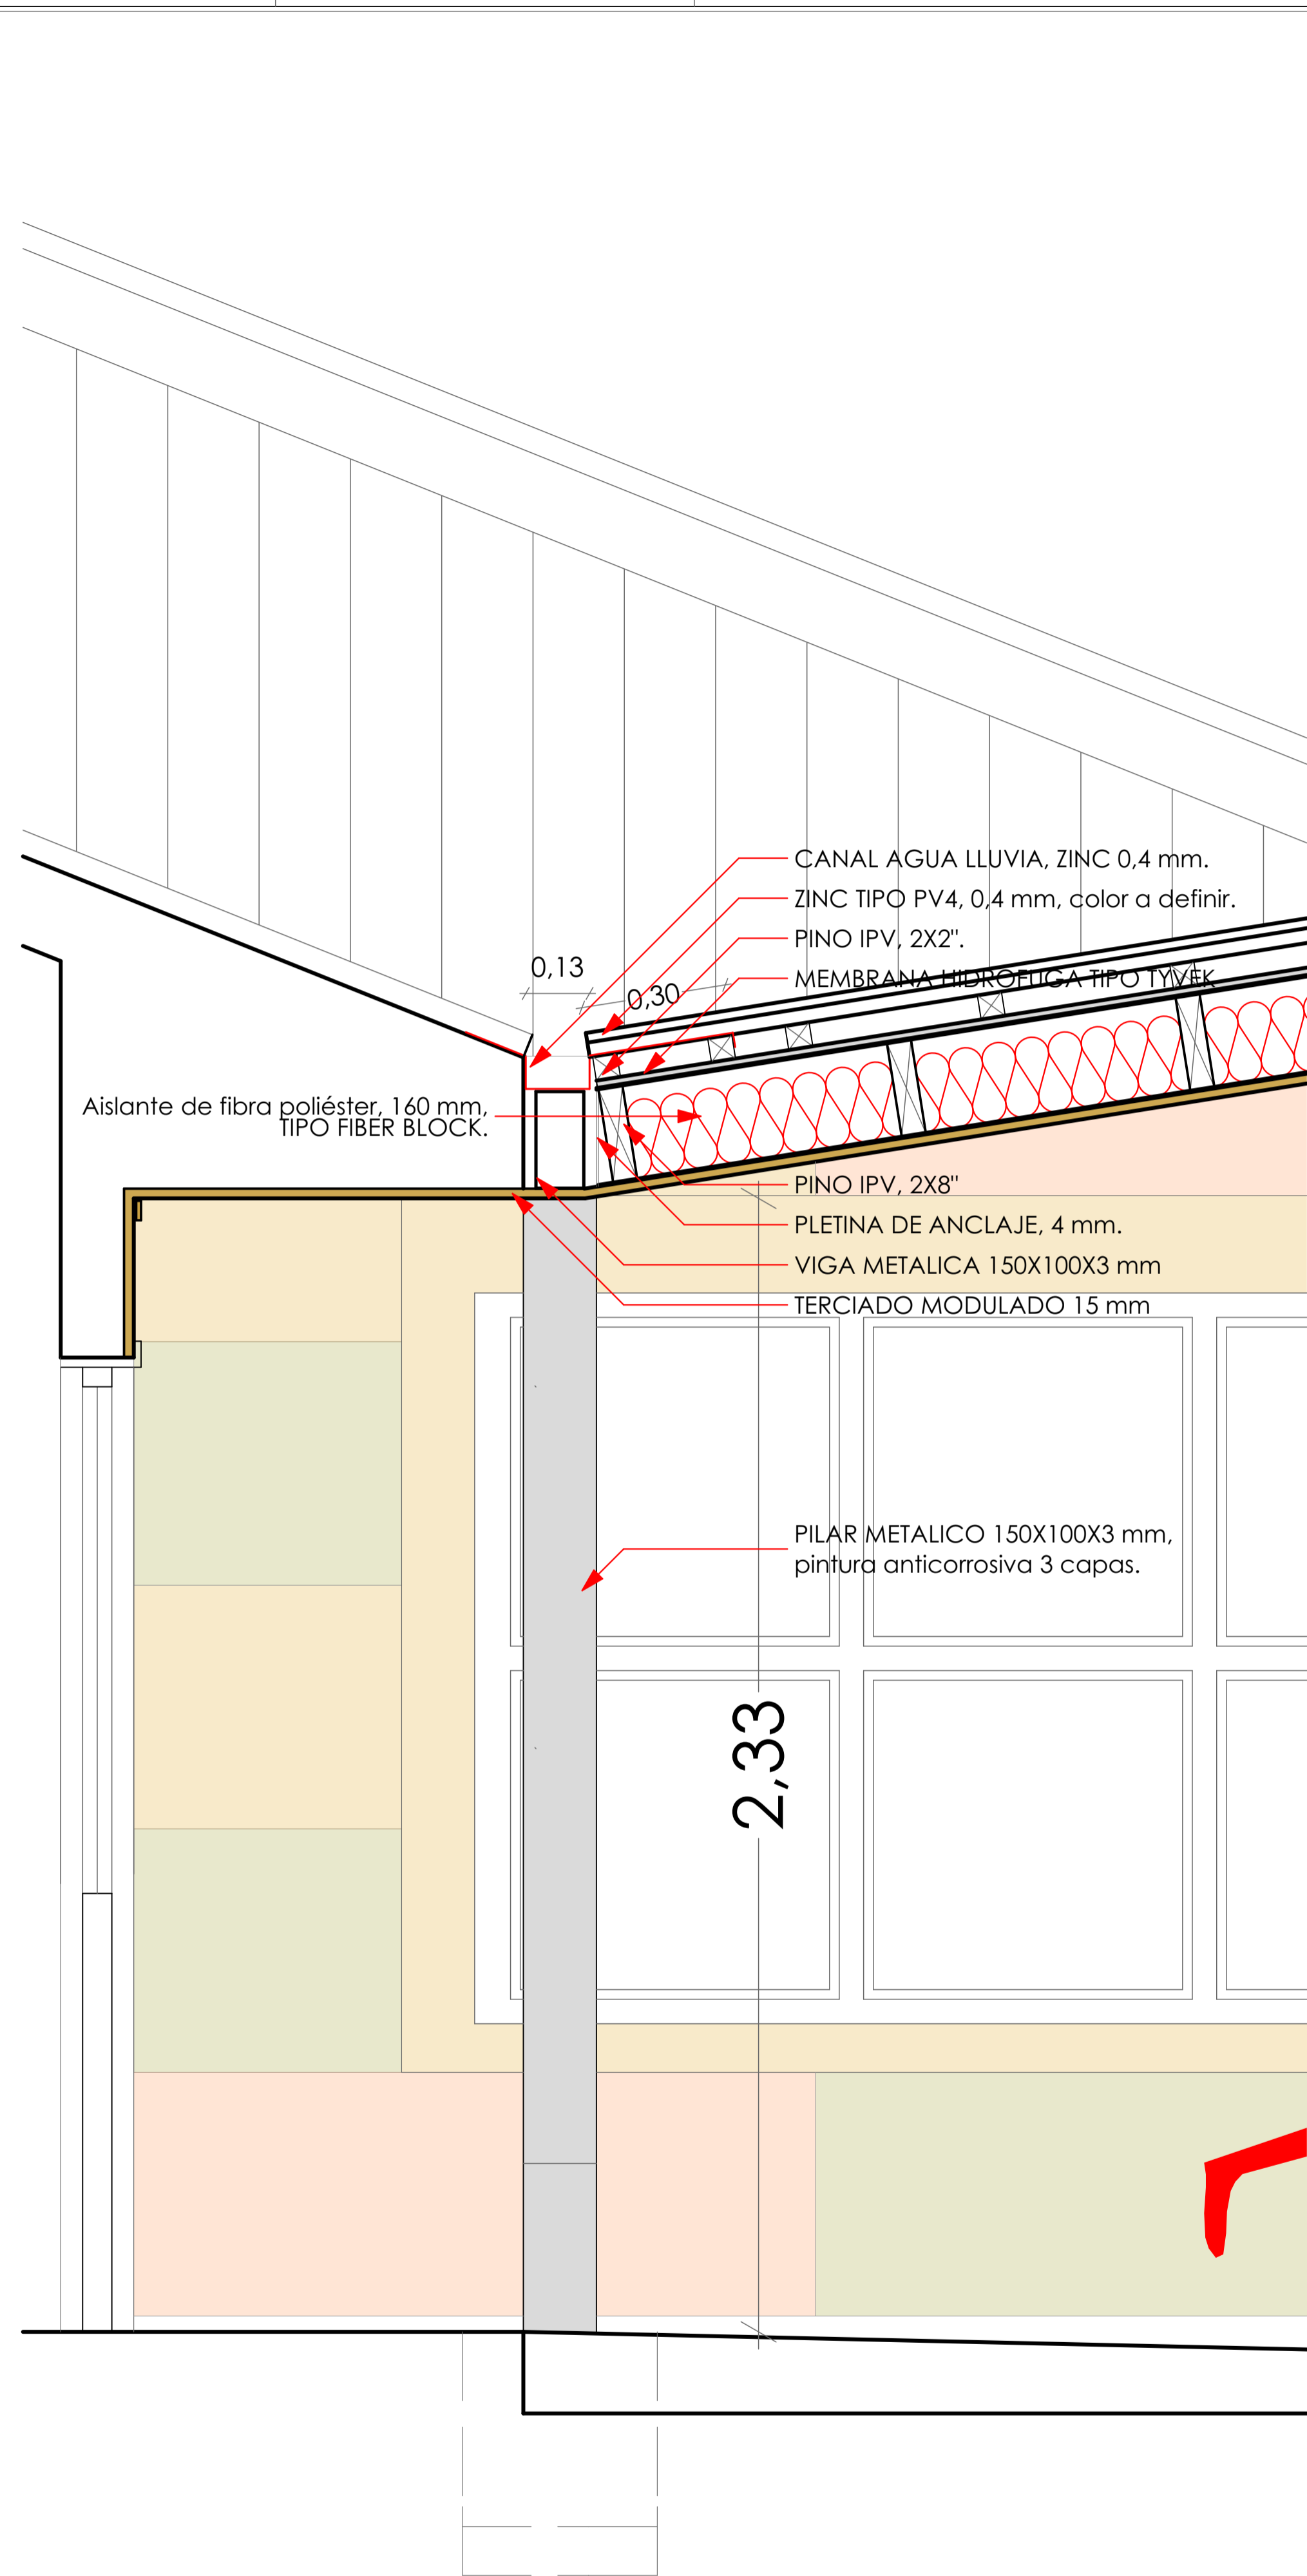 CANAL AGUA LLUVIA, ZINC 0,4 mm.
ZINC TIPO PV4, 0,4 mm, color a definir.
PINO IPV, 2X2".
MEMBRANA HIDROFUGA TIPO TYVEK
0,13
0,30
Aislante de fibra poliéster, 160 mm,
TIPO FIBER BLOCK.
PINO IPV, 2X8"
PLETINA DE ANCLAJE, 4 mm.
VIGA METALICA 150X100X3 mm
TERCIADO MODULADO 15 mm
PILAR METALICO 150X100X3 mm,
pintura anticorrosiva 3 capas.
2,33